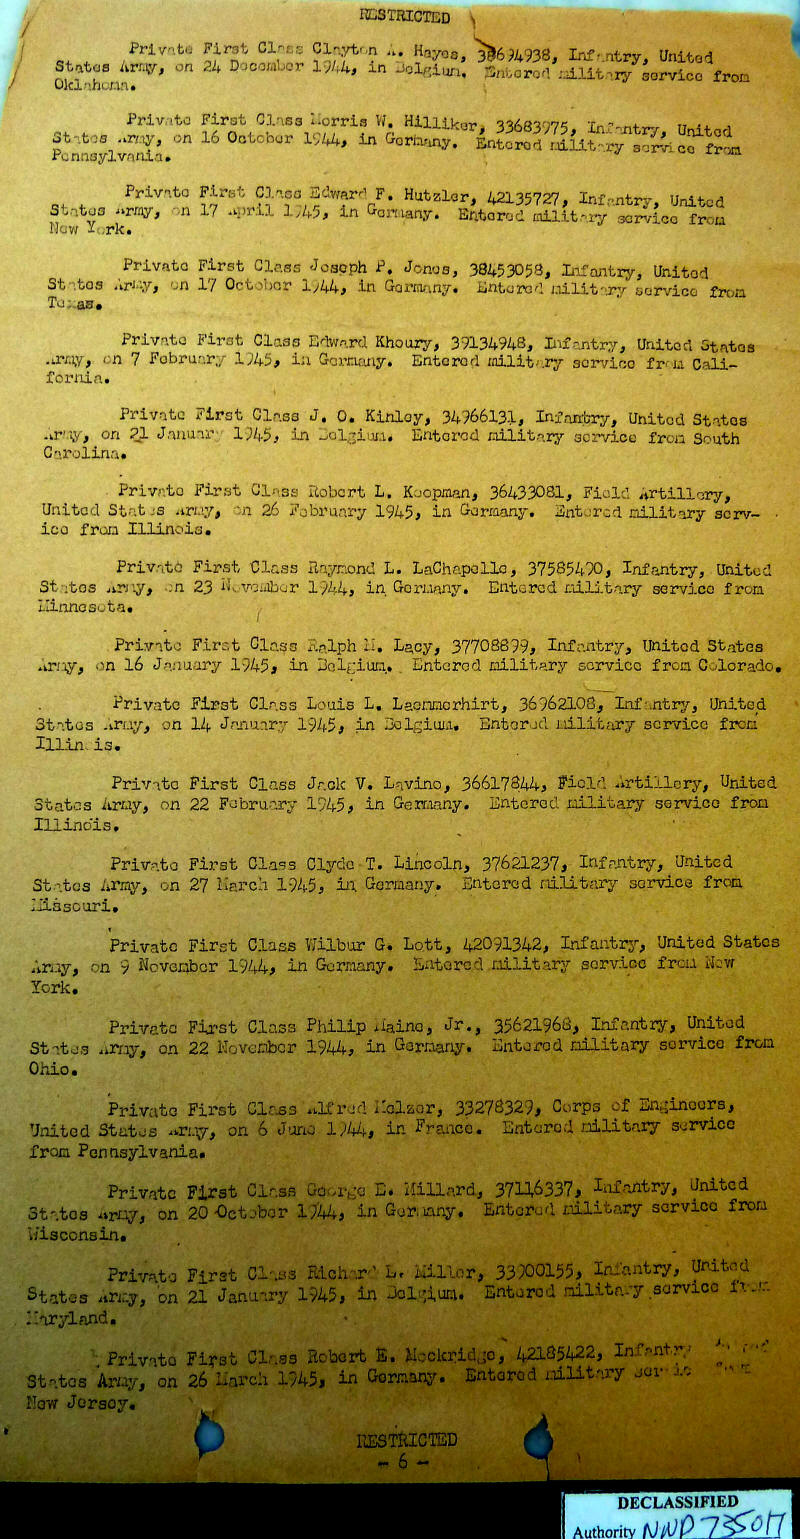 RESTRICTED
Private First Class Clayton A. Hayes, 38694938, Infantry, United
States Army, on 24 December 1944, in Belgium. Entered military service from
Oklahoma.
Private First Class Morris W. Hilliker, 33683975, Infantry, United
States Army, on 16 October 1944, in Germany. Entered military service from
Pennsylvania.
Private First Class Edward F. Hutzler, 42135727, Infantry, United
States Army, on 17 April 1945, in Germany. Entered military service from
New York.
Private First Class Joseph P. Jones, 38453058, Infantry, United
States Army, on 17 October 1944, in Germany. Entered military service from
Texas.
Private First Class Edward Khoury, 39134948, Infantry, United States
Army, on 7 February 1945, in Germany. Entered military service from Cali-
fornia.
Private First Class J. O. Kinley, 34966131, Infantry, United States
Army, on 21 January 1945, in Belgium. Entered military service from South
Carolina.
Private First Class Robert L. Koopman, 36433081, Field Artillery,
United States Army, on 26 February 1945, in Germany. Entered military serv-
ice from Illinois.
Private First Class Raymond L. LaChapelle, 37585490, Infantry, United
States Army, on 23 November 1944, in Germany. Entered military service from
Minnesota.
Private First Class Ralph M. Lacy, 37708899, Infantry, United States
Army, on 16 January 1945, in Belgium. Entered military service from Colorado.
Private First Class Louis L. Laemmerhirt, 36962108, Infantry, United
States Army, on 14 January 1945, in Belgium. Entered military service from
Illinois.
Private First Class Jack V. Lavine, 36617844, Field Artillery, United
States Army, on 22 February 1945, in Germany. Entered military service from
Illinois.
Private First Class Clyde T. Lincoln, 37621237, Infantry, United
States Army, on 27 March 1945, in Germany. Entered military service from
Missouri.
Private First Class Wilbur G. Lott, 42091342, Infantry, United States
Army, on 9 November 1944, in Germany. Entered military service from New
York.
Private First Class Philip Maine, Jr., 35621968, Infantry, United
States Army, on 22 November 1944, in Germany. Entered military service from
Ohio.
Private First Class Alfred Melzer, 33278329, Corps of Engineers,
United States Army, on 6 June 1944, in France. Entered military service
from Pennsylvania.
Private First Class George E. Millard, 37116337, Infantry, United
States Army, on 20 October 1944, in Germany. Entered military service from
Wisconsin.
Private First Class Richard L. Miller, 33900155, Infantry, United
States Army, on 21 January 1945, in Belgium. Entered military service from
Maryland.
Private First Class Robert E. Mockridge, 42185422, Infantry
States Army, on 26 March 1945, in Germany. Entered military
New Jersey.
RESTRICTED
- 6 -
DECLASSIFIED
Authority NND 735017